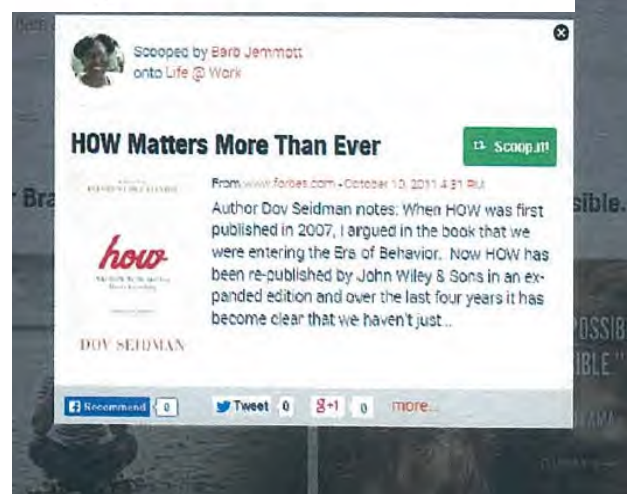 Scooped by Barb Jemmott
onto Life @ Work
HOW Matters More Than Ever
Scoop.it!
From www.forbes.com - October 10, 2011 4:31 PM
Author Dov Seidman notes: When HOW was first
published in 2007, I argued in the book that we
were entering the Era of Behavior. Now HOW has
been re-published by John Wiley & Sons in an ex-
panded edition and over the last four years it has
become clear that we haven't just...
how
DOV SEIDMAN
Bra
sible.
POSSIB
IBLE."
Recommend 0
Tweet 0
g+1 0
more...